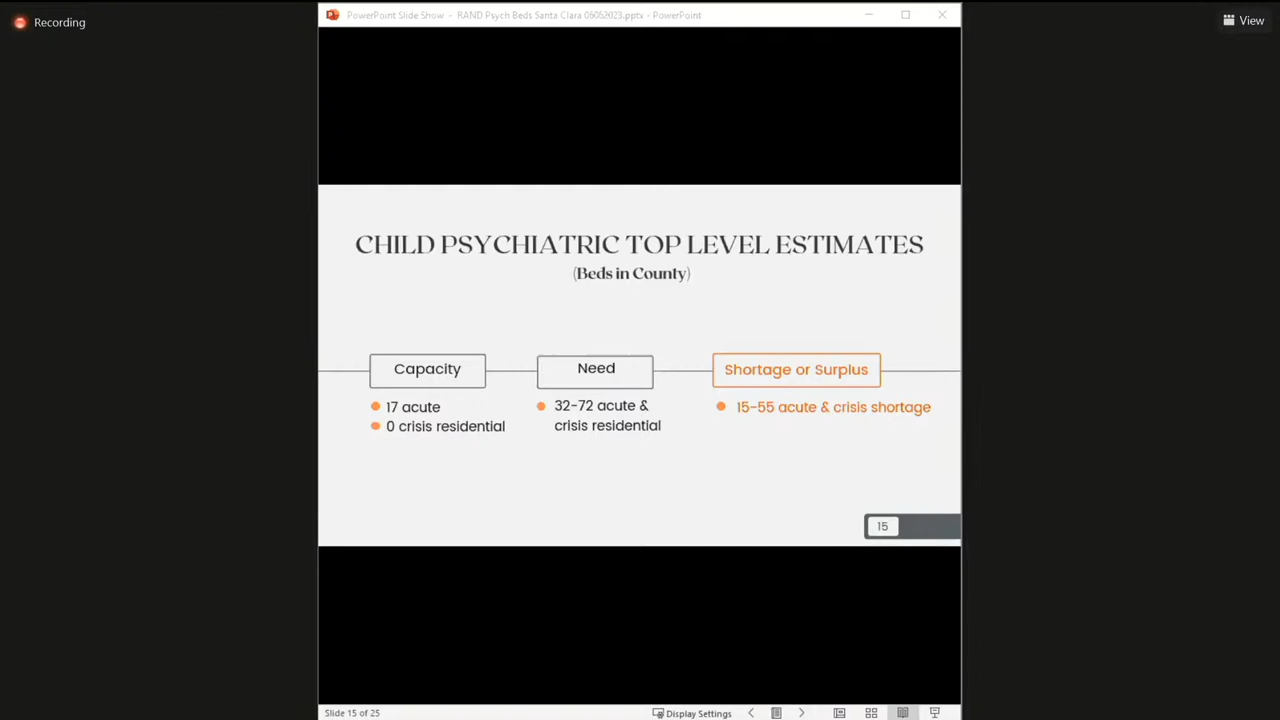 Recording
PowerPoint Slide Show - RAND Psych Beds Santa Clara 06052023.pptx - PowerPoint
View
CHILD PSYCHIATRIC TOP LEVEL ESTIMATES
(Beds in County)
Capacity
Need
Shortage or Surplus
17 acute
0 crisis residential
32-72 acute &
crisis residential
15-55 acute & crisis shortage
15
Slide 15 of 25
Display Settings